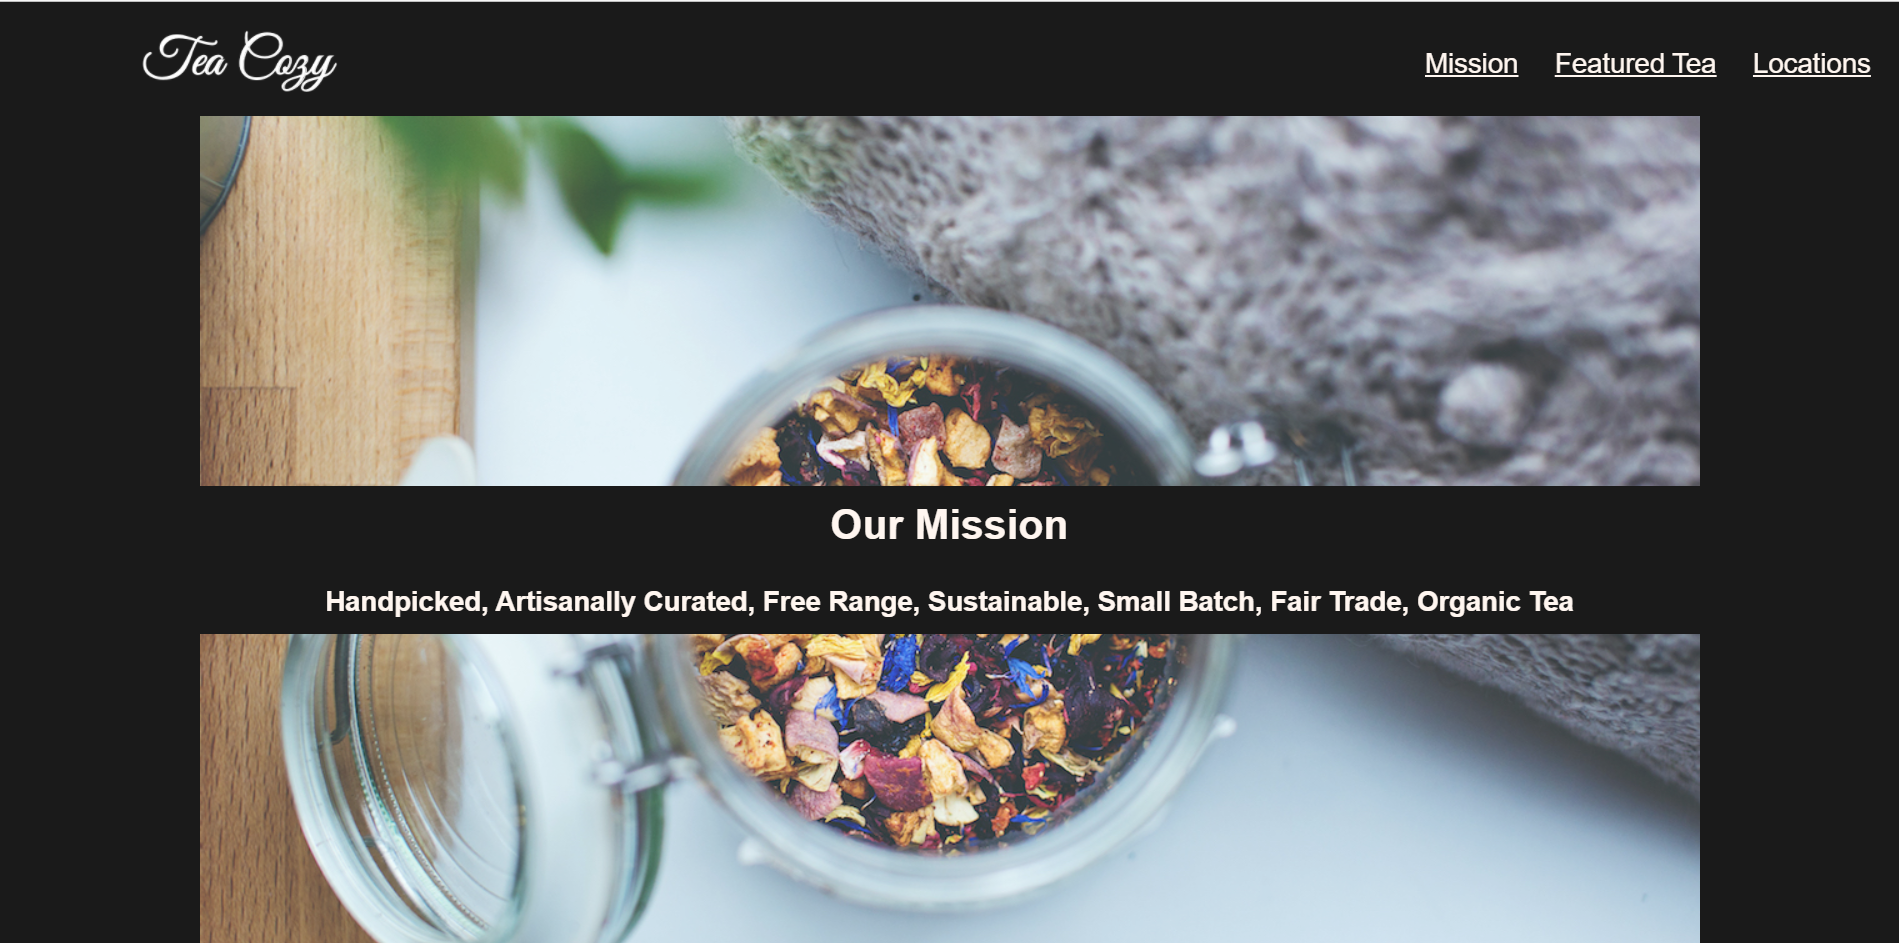 Tea Cozy
Mission Featured Tea Locations
Our Mission
Handpicked, Artisanally Curated, Free Range, Sustainable, Small Batch, Fair Trade, Organic Tea